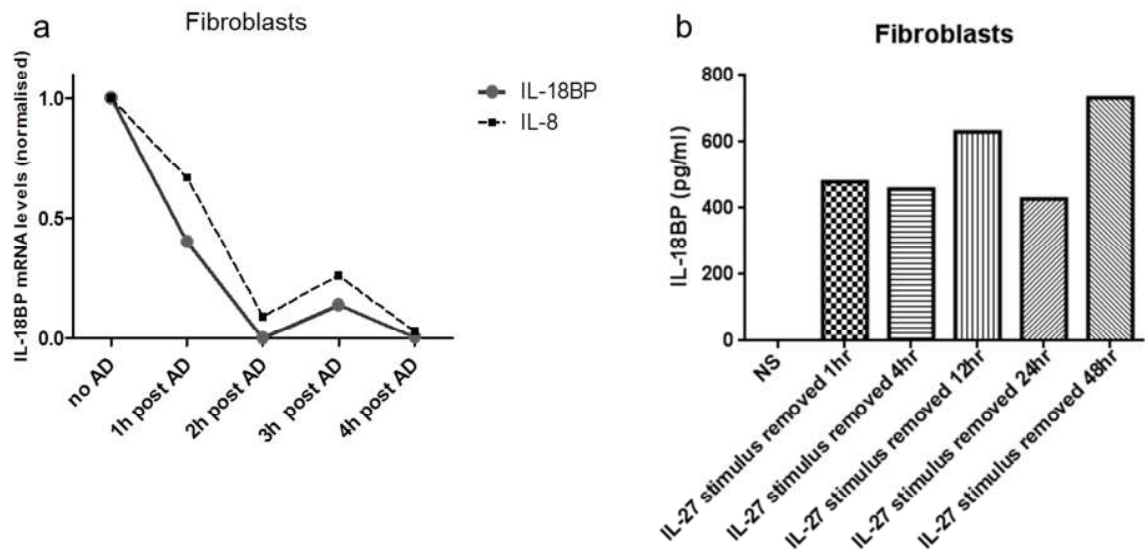 a
Fibroblasts
IL-18BP mRNA levels (normalised)
1.0
0.5
0.0
no AD
1h post AD
2h post AD
3h post AD
4h post AD
IL-18BP
IL-8
b
Fibroblasts
IL-18BP (pg/ml)
800
600
400
200
0
NS
IL-27 stimulus removed 1hr
IL-27 stimulus removed 4hr
IL-27 stimulus removed 12hr
IL-27 stimulus removed 24hr
IL-27 stimulus removed 48hr